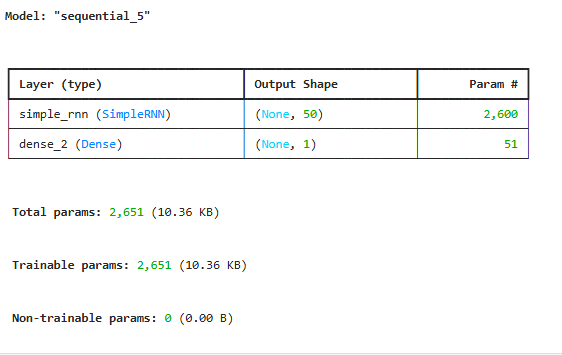 Model: "sequential_5"
Layer (type) Output Shape Param #
simple_rnn (SimpleRNN) (None, 50) 2,600
dense_2 (Dense) (None, 1) 51
Total params: 2,651 (10.36 KB)
Trainable params: 2,651 (10.36 KB)
Non-trainable params: 0 (0.00 B)